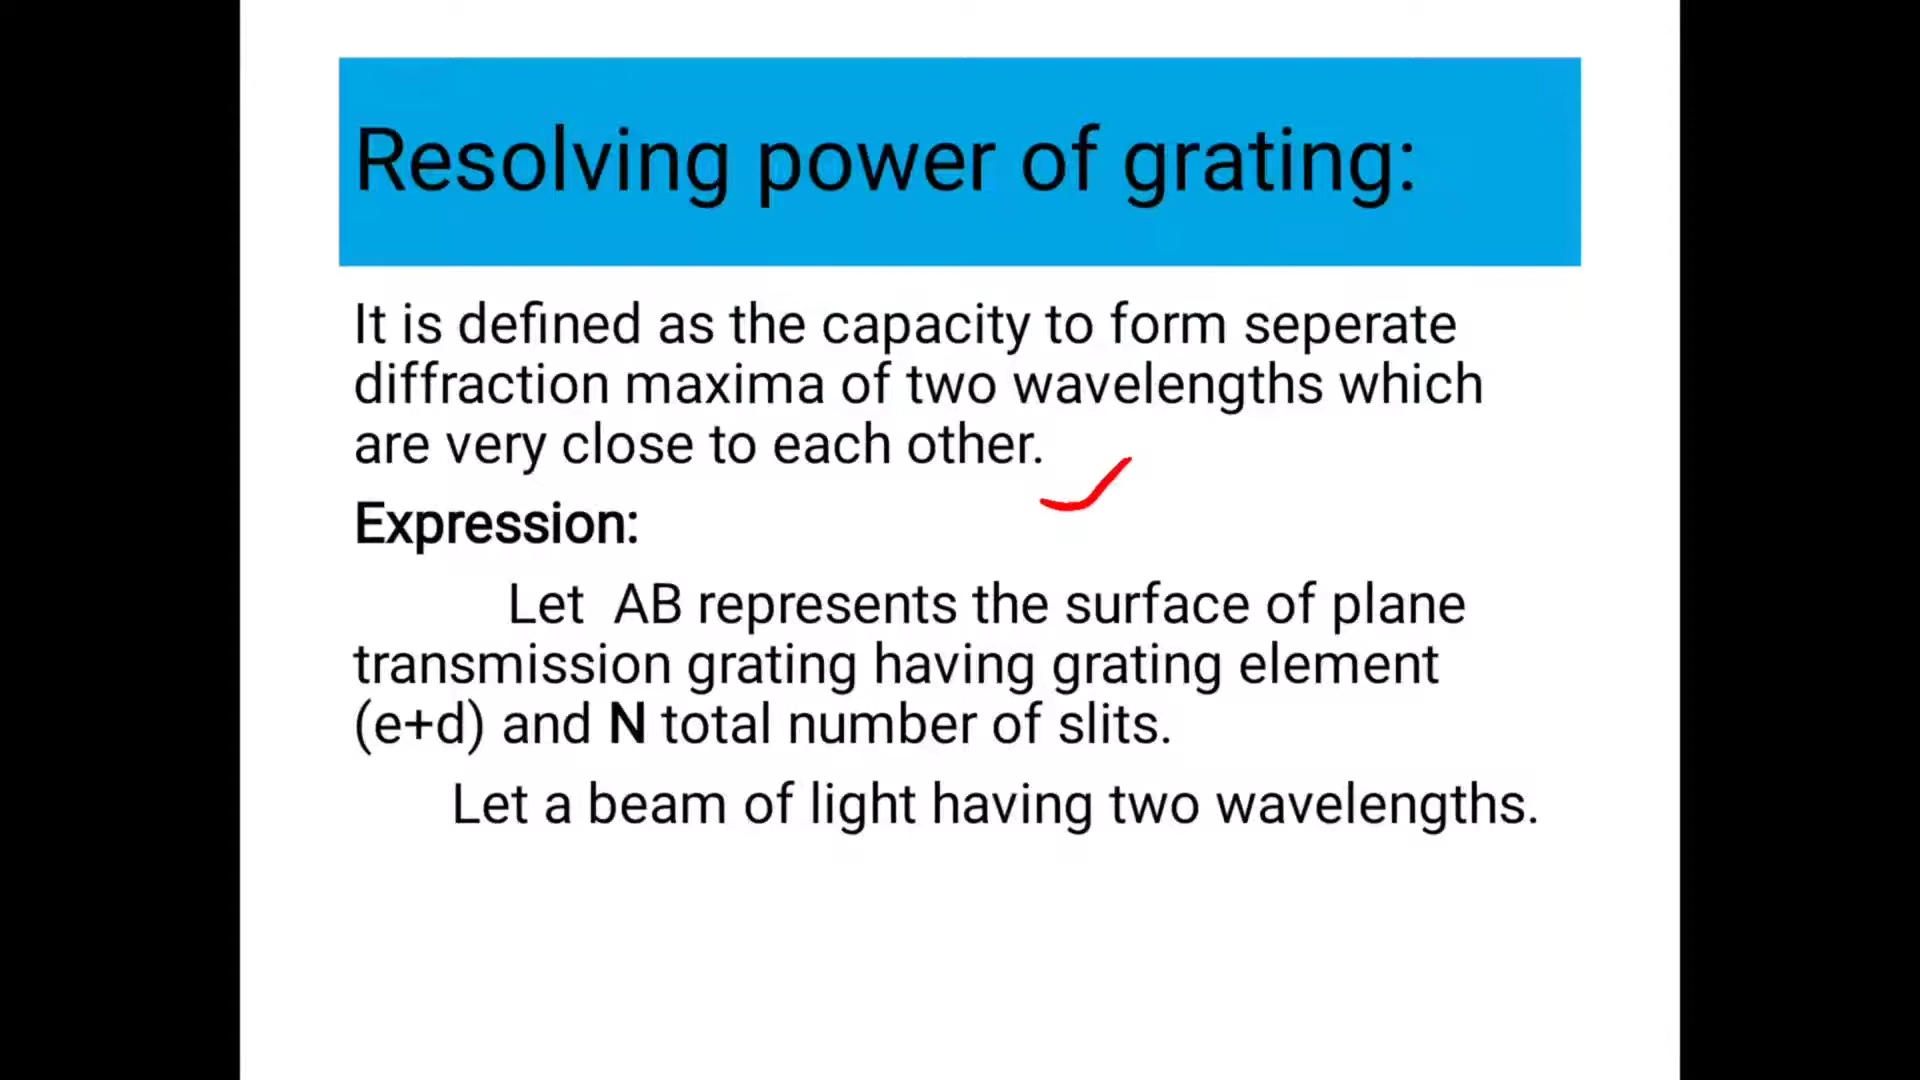 Resolving power of grating:
It is defined as the capacity to form seperate
diffraction maxima of two wavelengths which
are very close to each other.
Expression:
Let AB represents the surface of plane
transmission grating having grating element
(e+d) and N total number of slits.
Let a beam of light having two wavelengths.